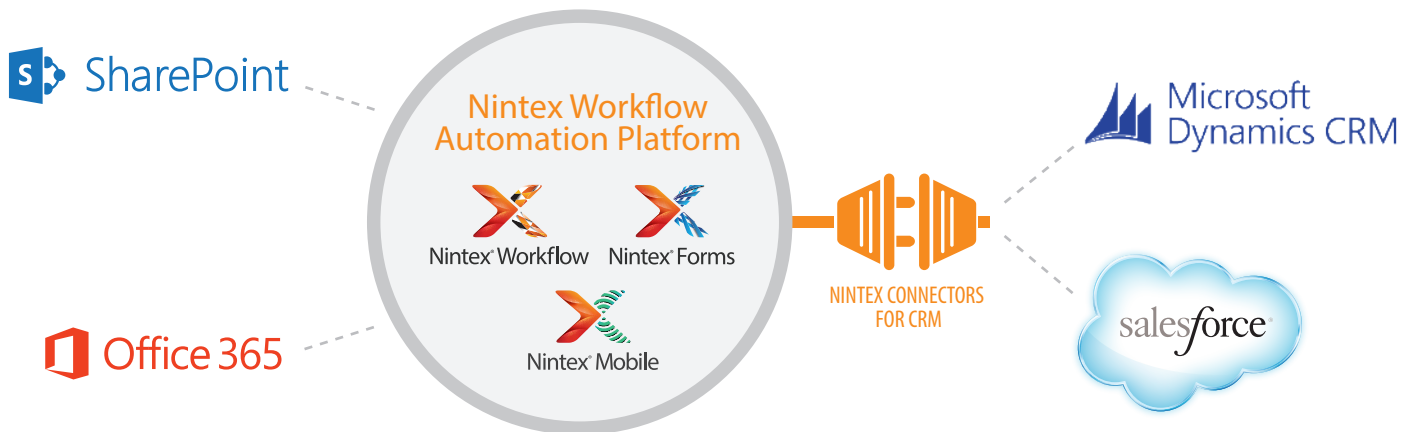 S
SharePoint
Office 365
Nintex Workflow
Automation Platform
Nintex® Workflow
Nintex® Forms
Nintex® Mobile
NINTEX CONNECTORS
FOR CRM
Microsoft
Dynamics CRM
salesforce